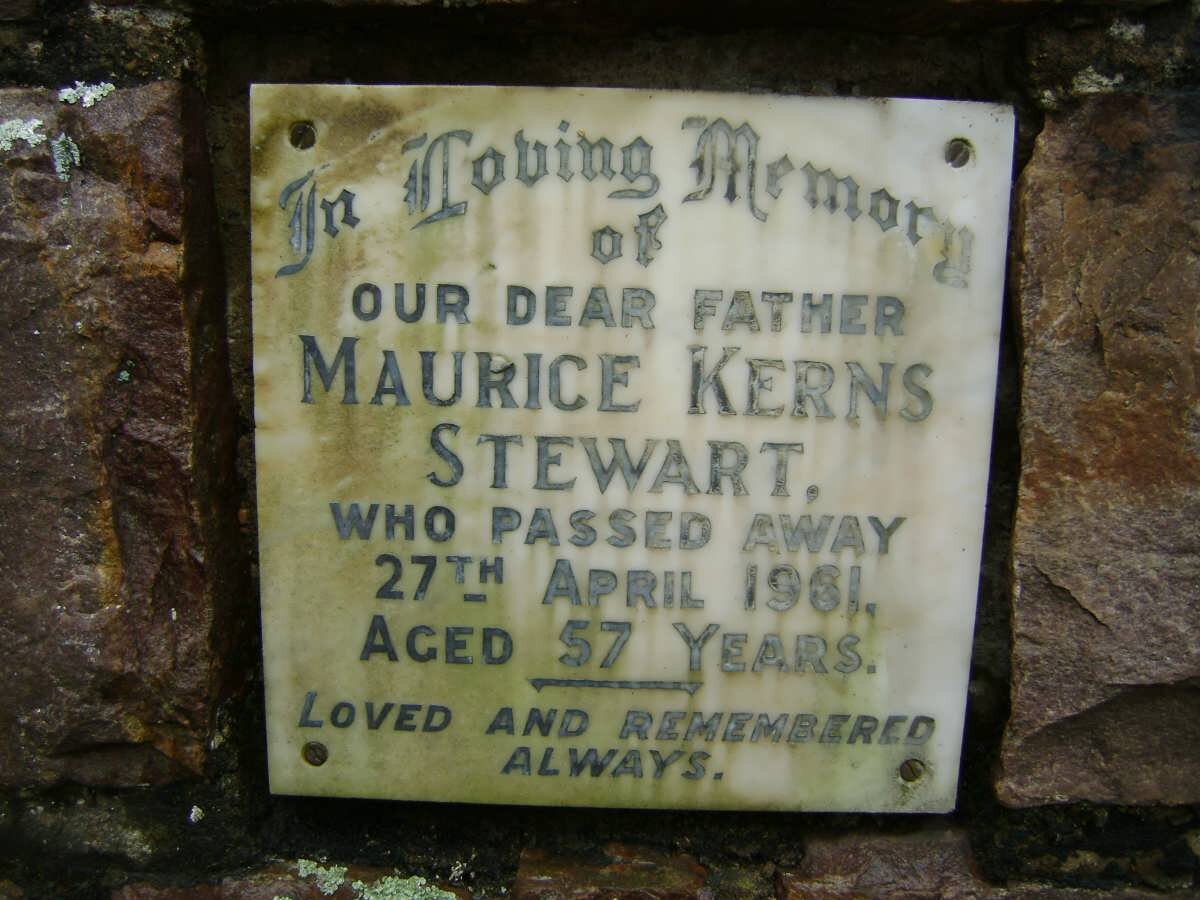 In Loving Memory
of
OUR DEAR FATHER
MAURICE KERNS
STEWART.
WHO PASSED AWAY
27TH APRIL 1961,
AGED 57 YEARS.
LOVED AND REMEMBERED
ALWAYS.